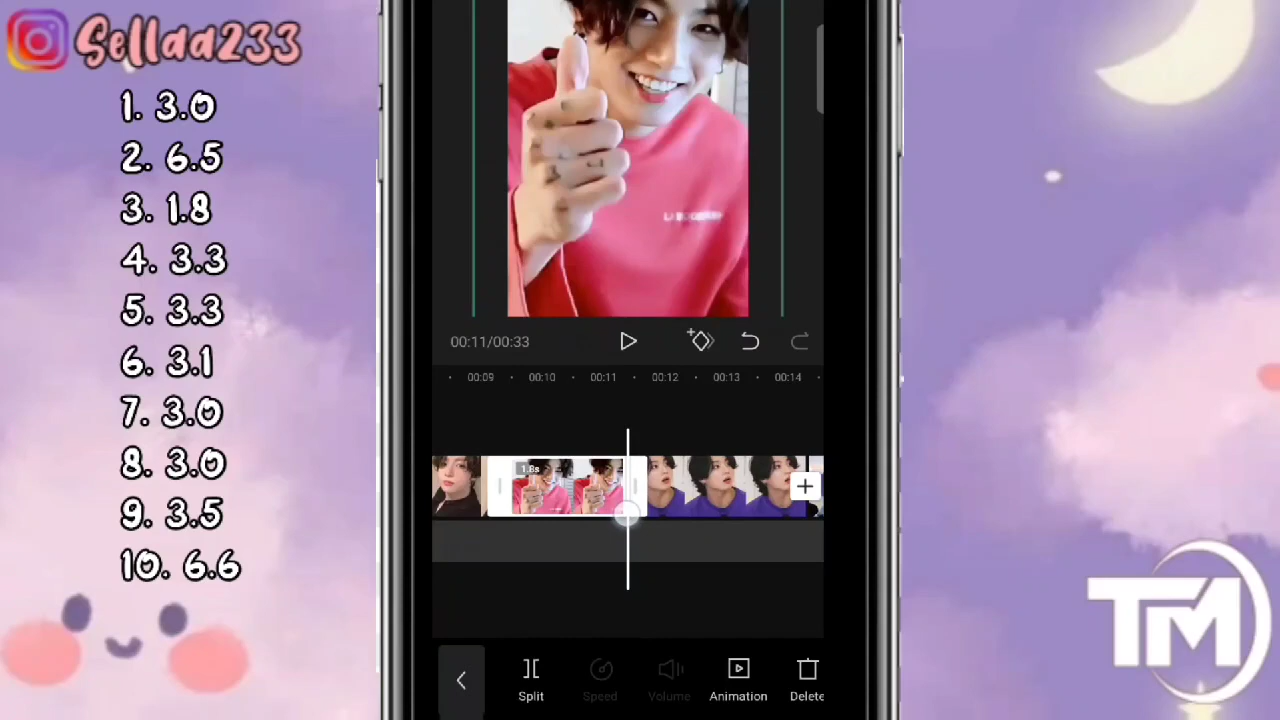 Sellaa233
1. 3.0
2. 6.5
3. 1.8
4. 3.3
5. 3.3
6. 3.1
7. 3.0
8. 3.0
9. 3.5
10. 6.6
00:11/00:33
00:09 00:10 00:11 00:12 00:13 00:14
1.8s
Split Speed Volume Animation Delete
TM